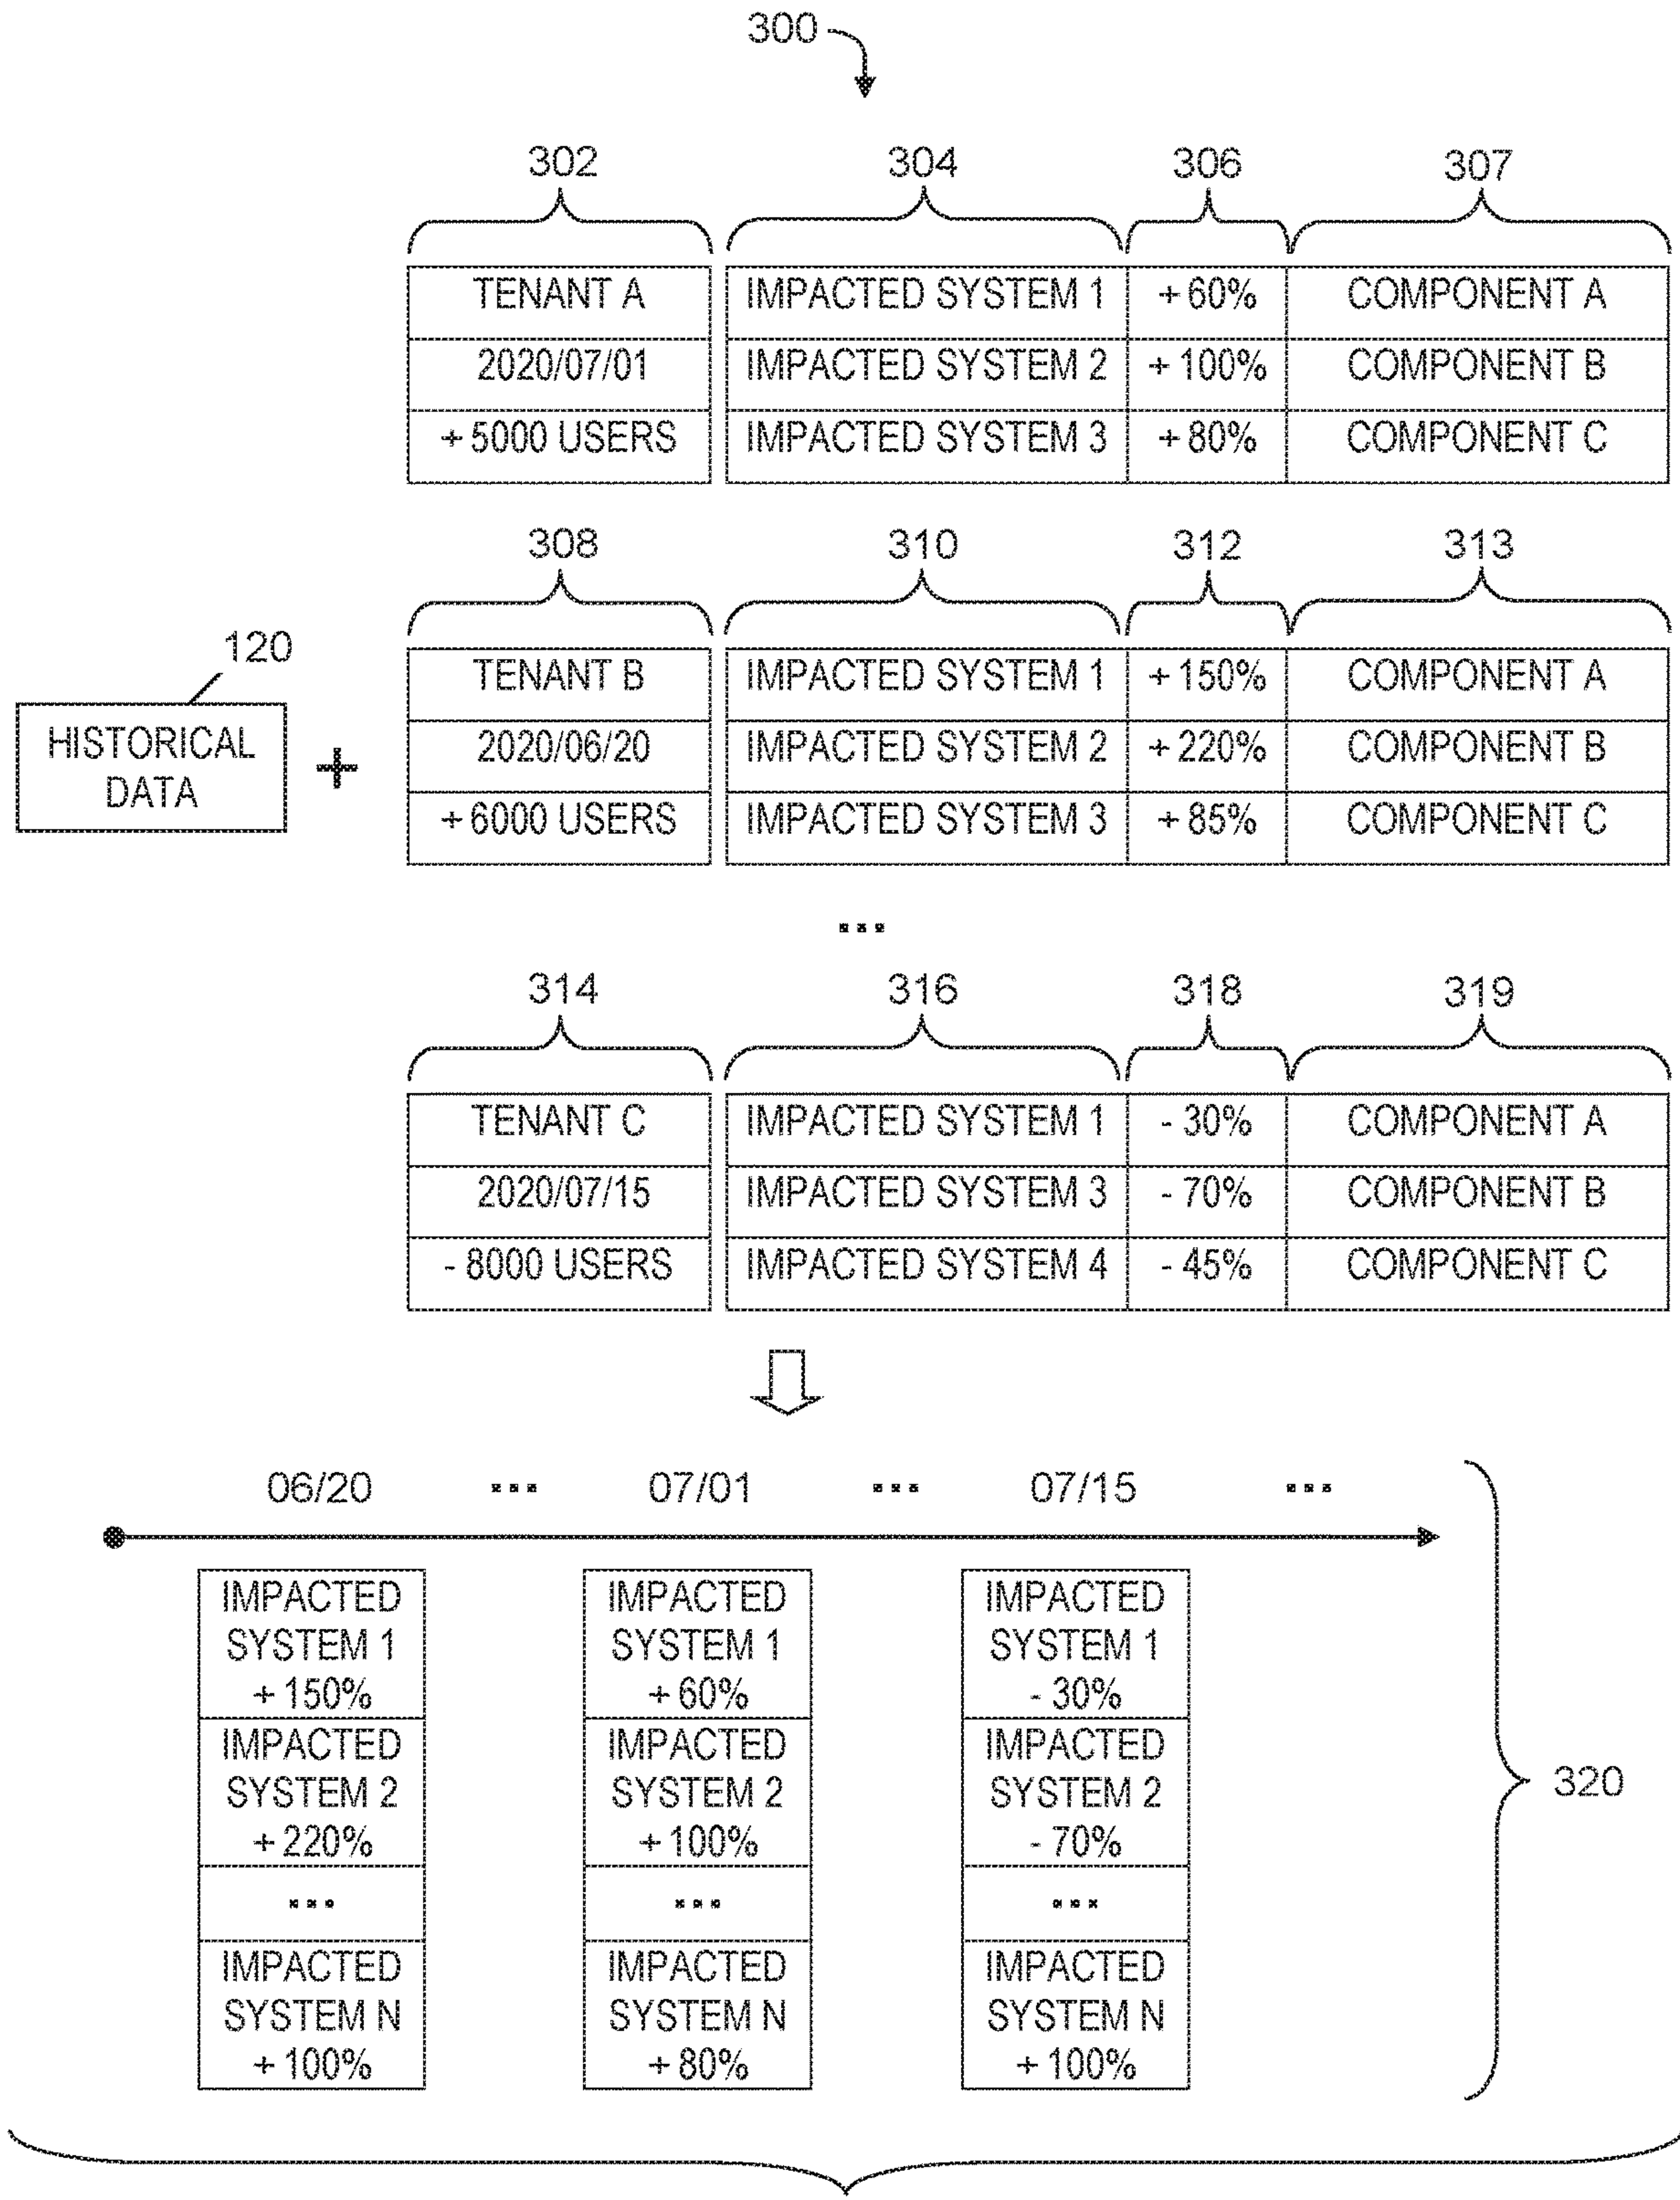 300
302 304 306 307
TENANT A IMPACTED SYSTEM 1 + 60% COMPONENT A
2020/07/01 IMPACTED SYSTEM 2 + 100% COMPONENT B
+ 5000 USERS IMPACTED SYSTEM 3 + 80% COMPONENT C
308 310 312 313
120
HISTORICAL
DATA
+
TENANT B IMPACTED SYSTEM 1 + 150% COMPONENT A
2020/06/20 IMPACTED SYSTEM 2 + 220% COMPONENT B
+ 6000 USERS IMPACTED SYSTEM 3 + 85% COMPONENT C
...
314 316 318 319
TENANT C IMPACTED SYSTEM 1 - 30% COMPONENT A
2020/07/15 IMPACTED SYSTEM 3 - 70% COMPONENT B
- 8000 USERS IMPACTED SYSTEM 4 - 45% COMPONENT C
06/20 ... 07/01 ... 07/15 ...
IMPACTED
SYSTEM 1
+ 150%
IMPACTED
SYSTEM 2
+ 220%
...
IMPACTED
SYSTEM N
+ 100%
IMPACTED
SYSTEM 1
+ 60%
IMPACTED
SYSTEM 2
+ 100%
...
IMPACTED
SYSTEM N
+ 80%
IMPACTED
SYSTEM 1
- 30%
IMPACTED
SYSTEM 2
- 70%
...
IMPACTED
SYSTEM N
+ 100%
320